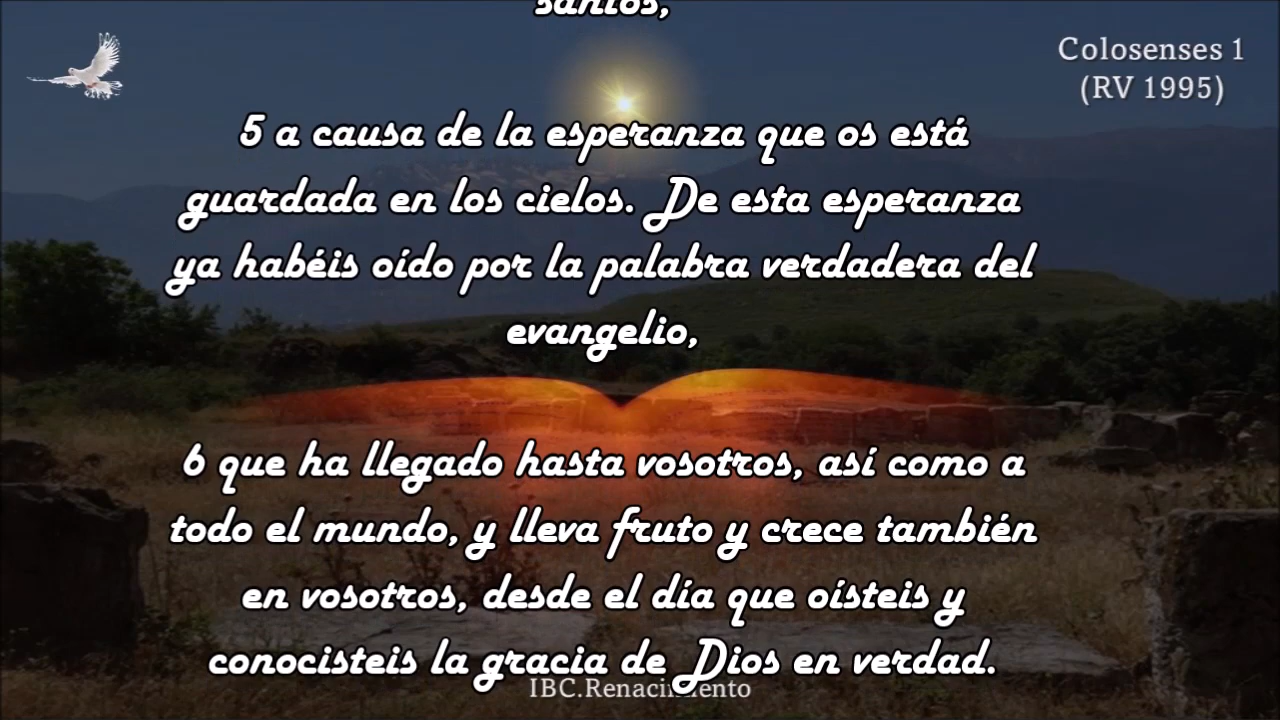 santos,
Colosenses 1
(RV 1995)
5 a causa de la esperanza que os está
guardada en los cielos. De esta esperanza
ya habéis oído por la palabra verdadera del
evangelio,
6 que ha llegado hasta vosotros, así como a
todo el mundo, y lleva fruto y crece también
en vosotros, desde el día que oísteis y
conocisteis la gracia de Dios en verdad.
IBC.Renacimiento